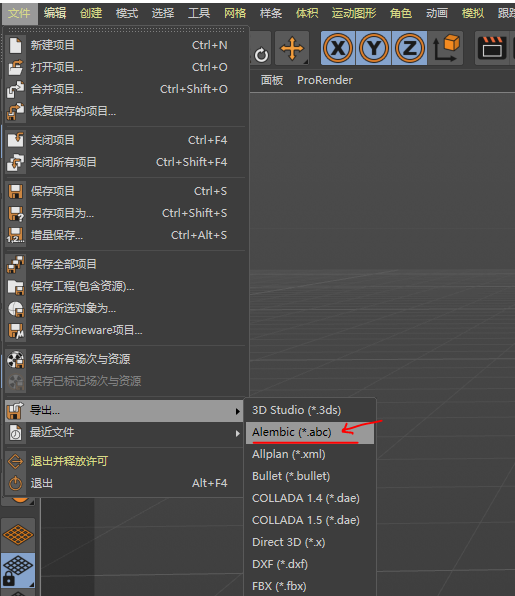 文件 编辑 创建 模式 选择 工具 网格 样条 体积 运动图形 角色 动画 模拟 跟踪
X Y Z
面板 ProRender
新建项目 Ctrl+N
打开项目... Ctrl+O
合并项目... Ctrl+Shift+O
恢复保存的项目...
关闭项目 Ctrl+F4
关闭所有项目 Ctrl+Shift+F4
保存项目 Ctrl+S
另存项目为... Ctrl+Shift+S
增量保存... Ctrl+Alt+S
保存全部项目
保存工程(包含资源)...
保存所选对象为...
保存为Cineware项目...
保存所有场次与资源
保存已标记场次与资源
导出...
最近文件
退出并释放许可
退出 Alt+F4
3D Studio (*.3ds)
Alembic (*.abc)
Allplan (*.xml)
Bullet (*.bullet)
COLLADA 1.4 (*.dae)
COLLADA 1.5 (*.dae)
Direct 3D (*.x)
DXF (*.dxf)
FBX (*.fbx)